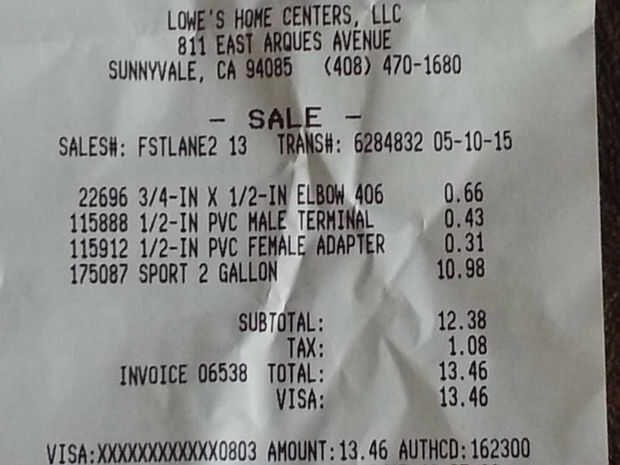 LOWE'S HOME CENTERS, LLC
811 EAST ARQUES AVENUE
SUNNYVALE, CA 94085 (408) 470-1680
- SALE -
SALES#: FSTLANE2 13 TRANS#: 6284832 05-10-15
22696 3/4-IN X 1/2-IN ELBOW 406 0.66
115888 1/2-IN PVC MALE TERMINAL 0.43
115912 1/2-IN PVC FEMALE ADAPTER 0.31
175087 SPORT 2 GALLON 10.98
SUBTOTAL: 12.38
TAX: 1.08
INVOICE 06538 TOTAL: 13.46
VISA: 13.46
VISA:XXXXXXXXXXXX0803 AMOUNT:13.46 AUTHCD:162300